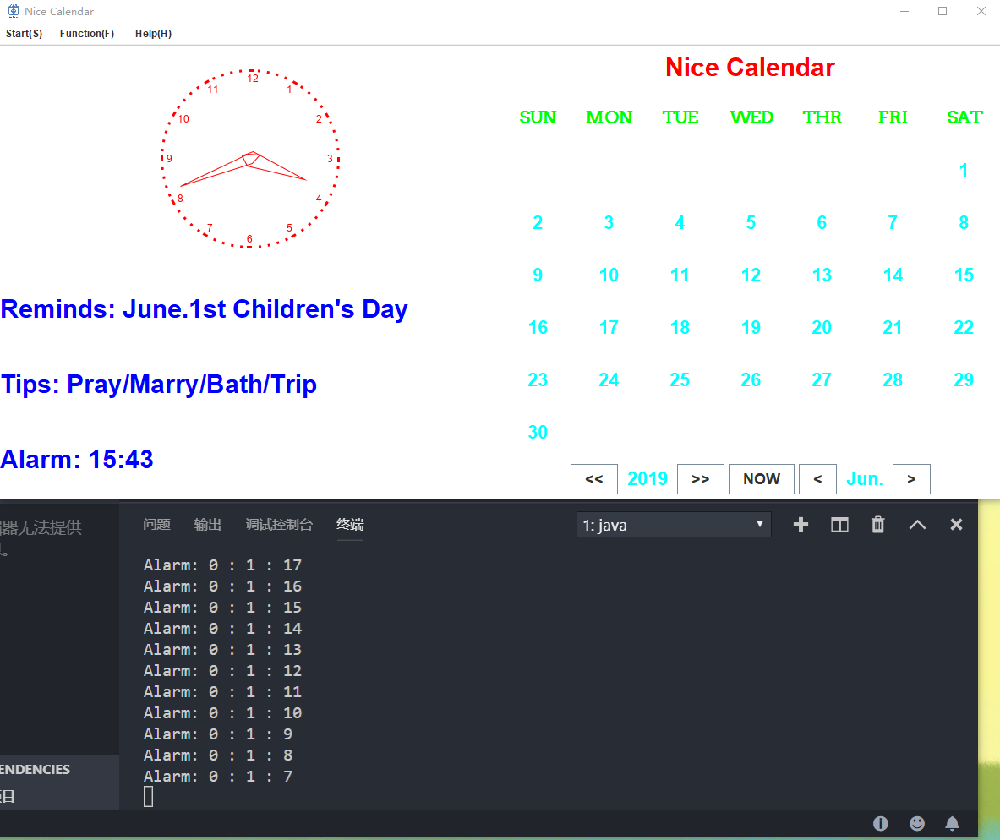 Nice Calendar
Start(S) Function(F) Help(H)
12
11 1
10 2
9 3
8 4
7 5
6
Reminds: June.1st Children's Day
Tips: Pray/Marry/Bath/Trip
Alarm: 15:43
Nice Calendar
SUN MON TUE WED THR FRI SAT
1
2 3 4 5 6 7 8
9 10 11 12 13 14 15
16 17 18 19 20 21 22
23 24 25 26 27 28 29
30
<< 2019 >> NOW < Jun. >
器无法提供
问题 输出 调试控制台 终端 1: java
Alarm: 0 : 1 : 17
Alarm: 0 : 1 : 16
Alarm: 0 : 1 : 15
Alarm: 0 : 1 : 14
Alarm: 0 : 1 : 13
Alarm: 0 : 1 : 12
Alarm: 0 : 1 : 11
Alarm: 0 : 1 : 10
Alarm: 0 : 1 : 9
Alarm: 0 : 1 : 8
Alarm: 0 : 1 : 7
ENDENCIES